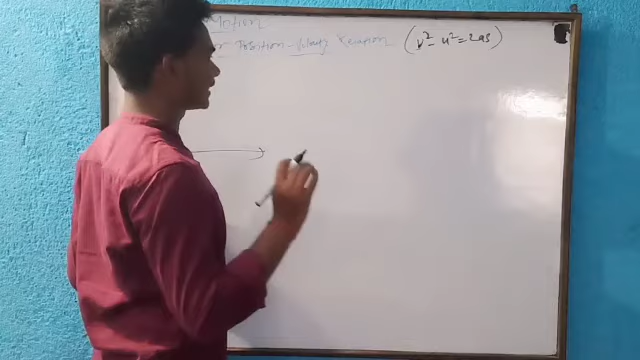 Motion
Position - Velocity Relation (v² - u² = 2as)